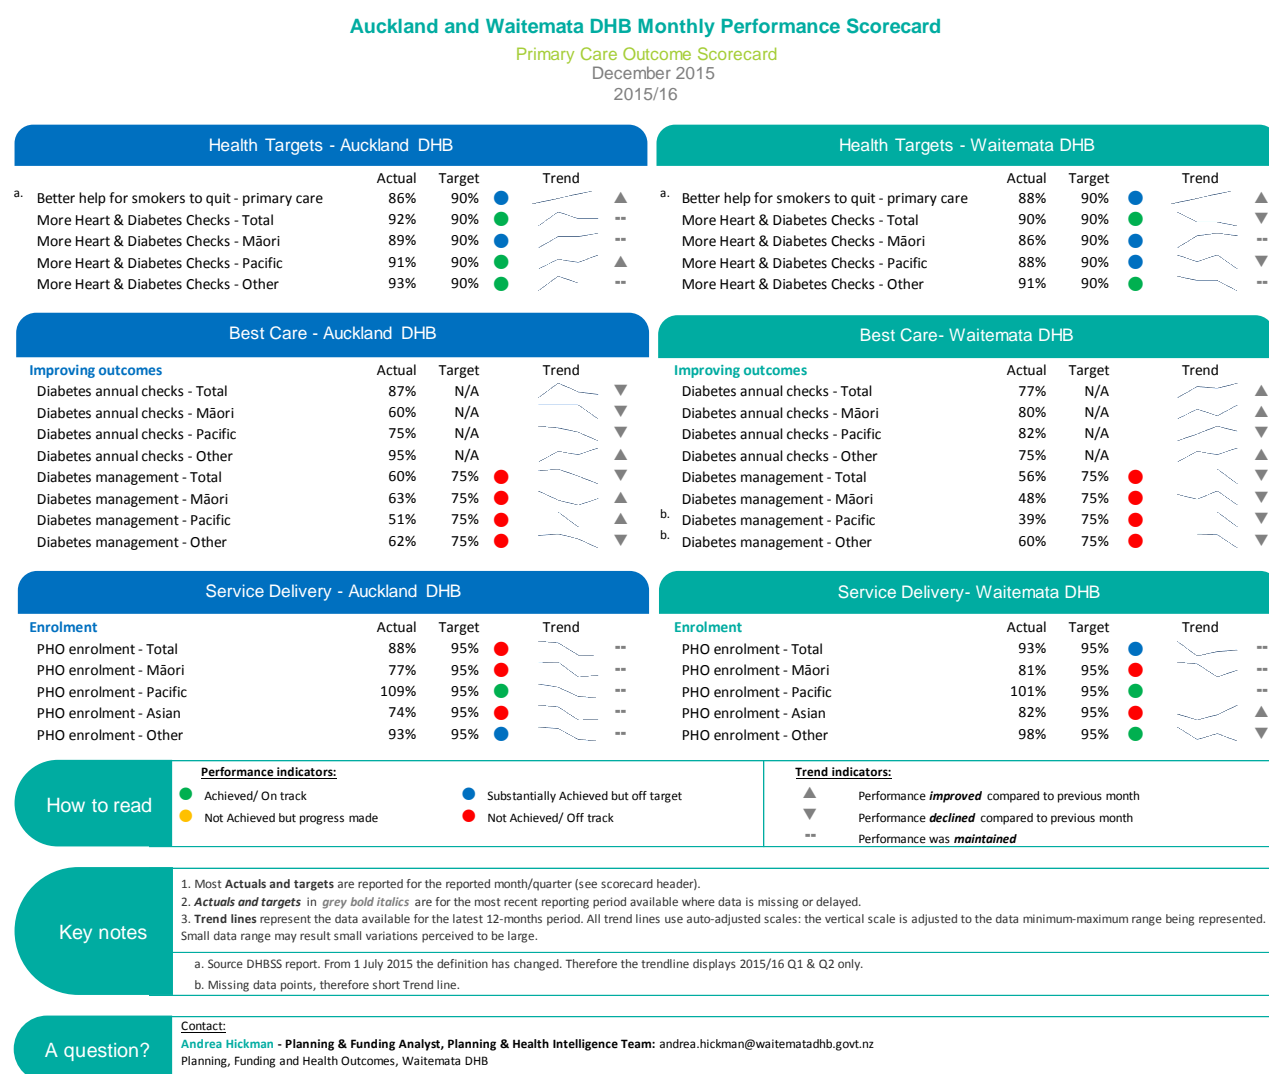 Auckland and Waitemata DHB Monthly Performance Scorecard
Primary Care Outcome Scorecard
December 2015
2015/16
Health Targets - Auckland DHB
Actual Target Trend
a. Better help for smokers to quit - primary care 86% 90%
More Heart & Diabetes Checks - Total 92% 90% --
More Heart & Diabetes Checks - Māori 89% 90% --
More Heart & Diabetes Checks - Pacific 91% 90%
More Heart & Diabetes Checks - Other 93% 90% --
Health Targets - Waitemata DHB
Actual Target Trend
a. Better help for smokers to quit - primary care 88% 90%
More Heart & Diabetes Checks - Total 90% 90%
More Heart & Diabetes Checks - Māori 86% 90% --
More Heart & Diabetes Checks - Pacific 88% 90%
More Heart & Diabetes Checks - Other 91% 90% --
Best Care - Auckland DHB
Improving outcomes Actual Target Trend
Diabetes annual checks - Total 87% N/A
Diabetes annual checks - Māori 60% N/A
Diabetes annual checks - Pacific 75% N/A
Diabetes annual checks - Other 95% N/A
Diabetes management - Total 60% 75%
Diabetes management - Māori 63% 75%
Diabetes management - Pacific 51% 75%
Diabetes management - Other 62% 75%
Best Care- Waitemata DHB
Improving outcomes Actual Target Trend
Diabetes annual checks - Total 77% N/A
Diabetes annual checks - Māori 80% N/A
Diabetes annual checks - Pacific 82% N/A
Diabetes annual checks - Other 75% N/A
Diabetes management - Total 56% 75%
Diabetes management - Māori 48% 75%
b. Diabetes management - Pacific 39% 75%
b. Diabetes management - Other 60% 75%
Service Delivery - Auckland DHB
Enrolment Actual Target Trend
PHO enrolment - Total 88% 95% --
PHO enrolment - Māori 77% 95% --
PHO enrolment - Pacific 109% 95% --
PHO enrolment - Asian 74% 95% --
PHO enrolment - Other 93% 95% --
Service Delivery- Waitemata DHB
Enrolment Actual Target Trend
PHO enrolment - Total 93% 95% --
PHO enrolment - Māori 81% 95% --
PHO enrolment - Pacific 101% 95% --
PHO enrolment - Asian 82% 95%
PHO enrolment - Other 98% 95%
How to read
Performance indicators:
Achieved/ On track
Substantially Achieved but off target
Not Achieved but progress made
Not Achieved/ Off track
Trend indicators:
Performance improved compared to previous month
Performance declined compared to previous month
-- Performance was maintained
Key notes
1. Most Actuals and targets are reported for the reported month/quarter (see scorecard header).
2. Actuals and targets in grey bold italics are for the most recent reporting period available where data is missing or delayed.
3. Trend lines represent the data available for the latest 12-months period. All trend lines use auto-adjusted scales: the vertical scale is adjusted to the data minimum-maximum range being represented.
Small data range may result small variations perceived to be large.
a. Source DHBSS report. From 1 July 2015 the definition has changed. Therefore the trendline displays 2015/16 Q1 & Q2 only.
b. Missing data points, therefore short Trend line.
A question?
Contact:
Andrea Hickman - Planning & Funding Analyst, Planning & Health Intelligence Team: andrea.hickman@waitematadhb.govt.nz
Planning, Funding and Health Outcomes, Waitemata DHB